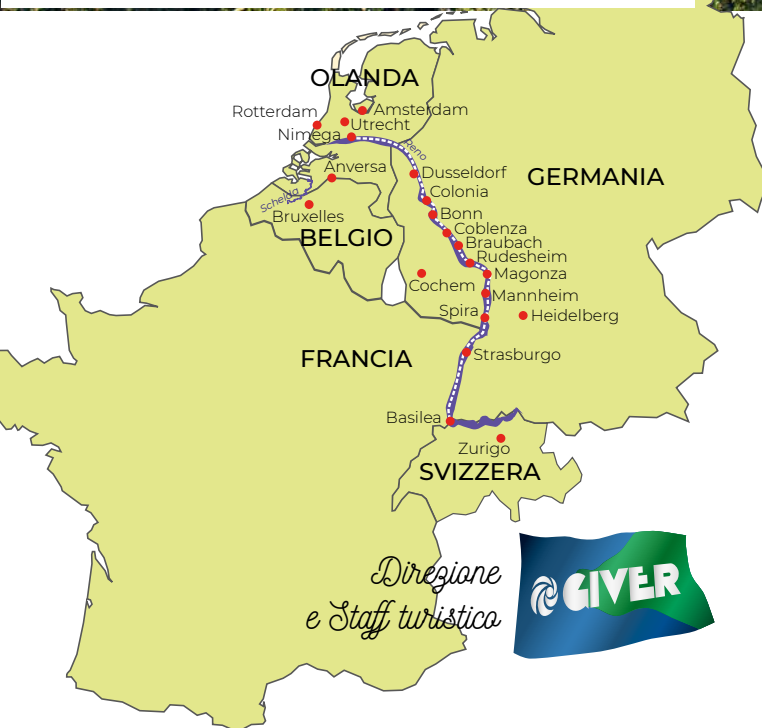 OLANDA
Rotterdam
Amsterdam
Utrecht
Nimega
Reno
Anversa
Dusseldorf
GERMANIA
Colonia
Schelda
Bonn
Bruxelles
Coblenza
BELGIO
Braubach
Rudesheim
Magonza
Cochem
Mannheim
Spira
Heidelberg
FRANCIA
Strasburgo
Basilea
Zurigo
SVIZZERA
Direzione
e Staff turistico
GIVER